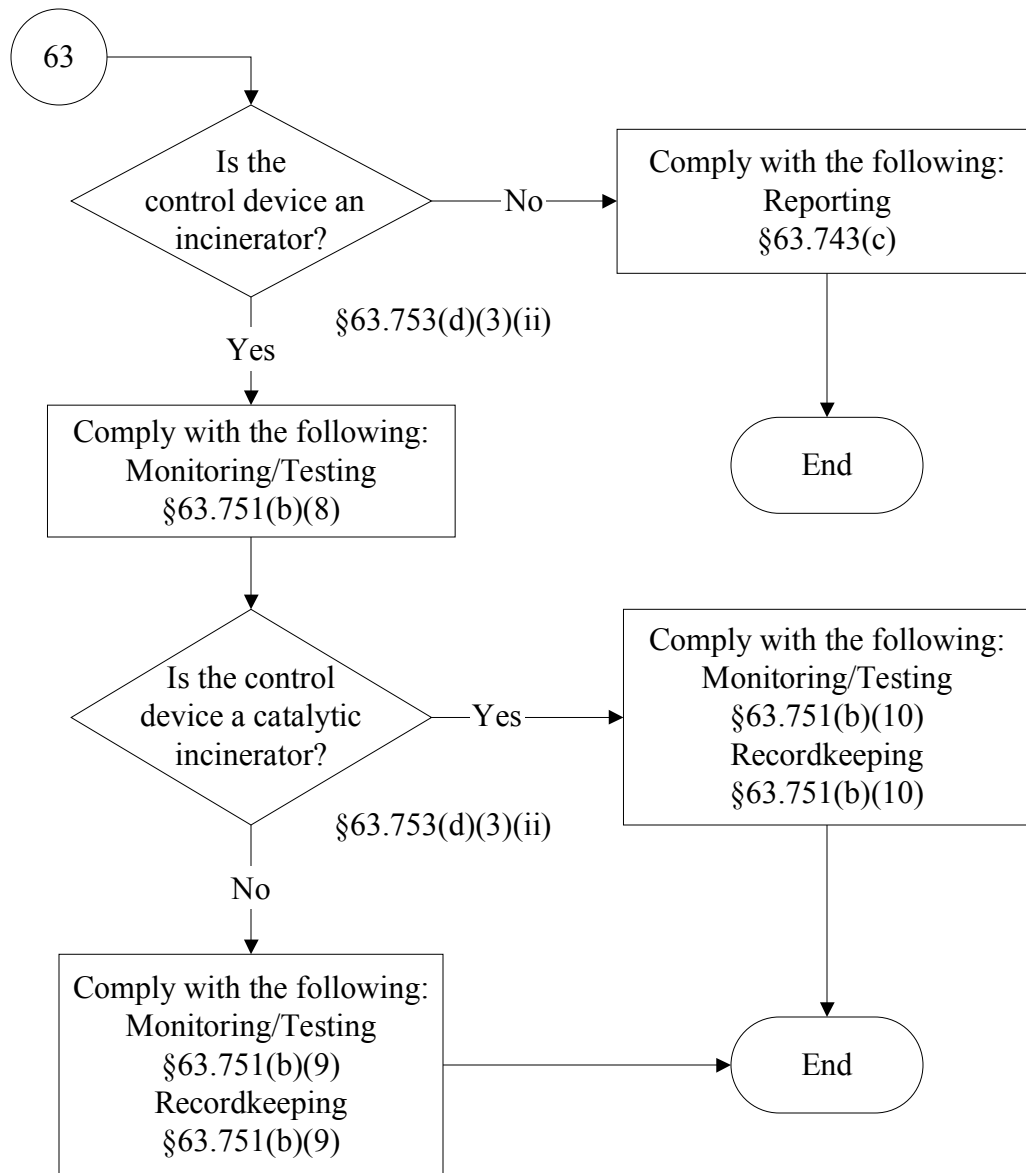 63
Is the
control device an
incinerator?
No
Comply with the following:
Reporting
§63.743(c)
§63.753(d)(3)(ii)
Yes
End
Comply with the following:
Monitoring/Testing
§63.751(b)(8)
Is the control
device a catalytic
incinerator?
Yes
Comply with the following:
Monitoring/Testing
§63.751(b)(10)
Recordkeeping
§63.751(b)(10)
§63.753(d)(3)(ii)
No
Comply with the following:
Monitoring/Testing
§63.751(b)(9)
Recordkeeping
§63.751(b)(9)
End